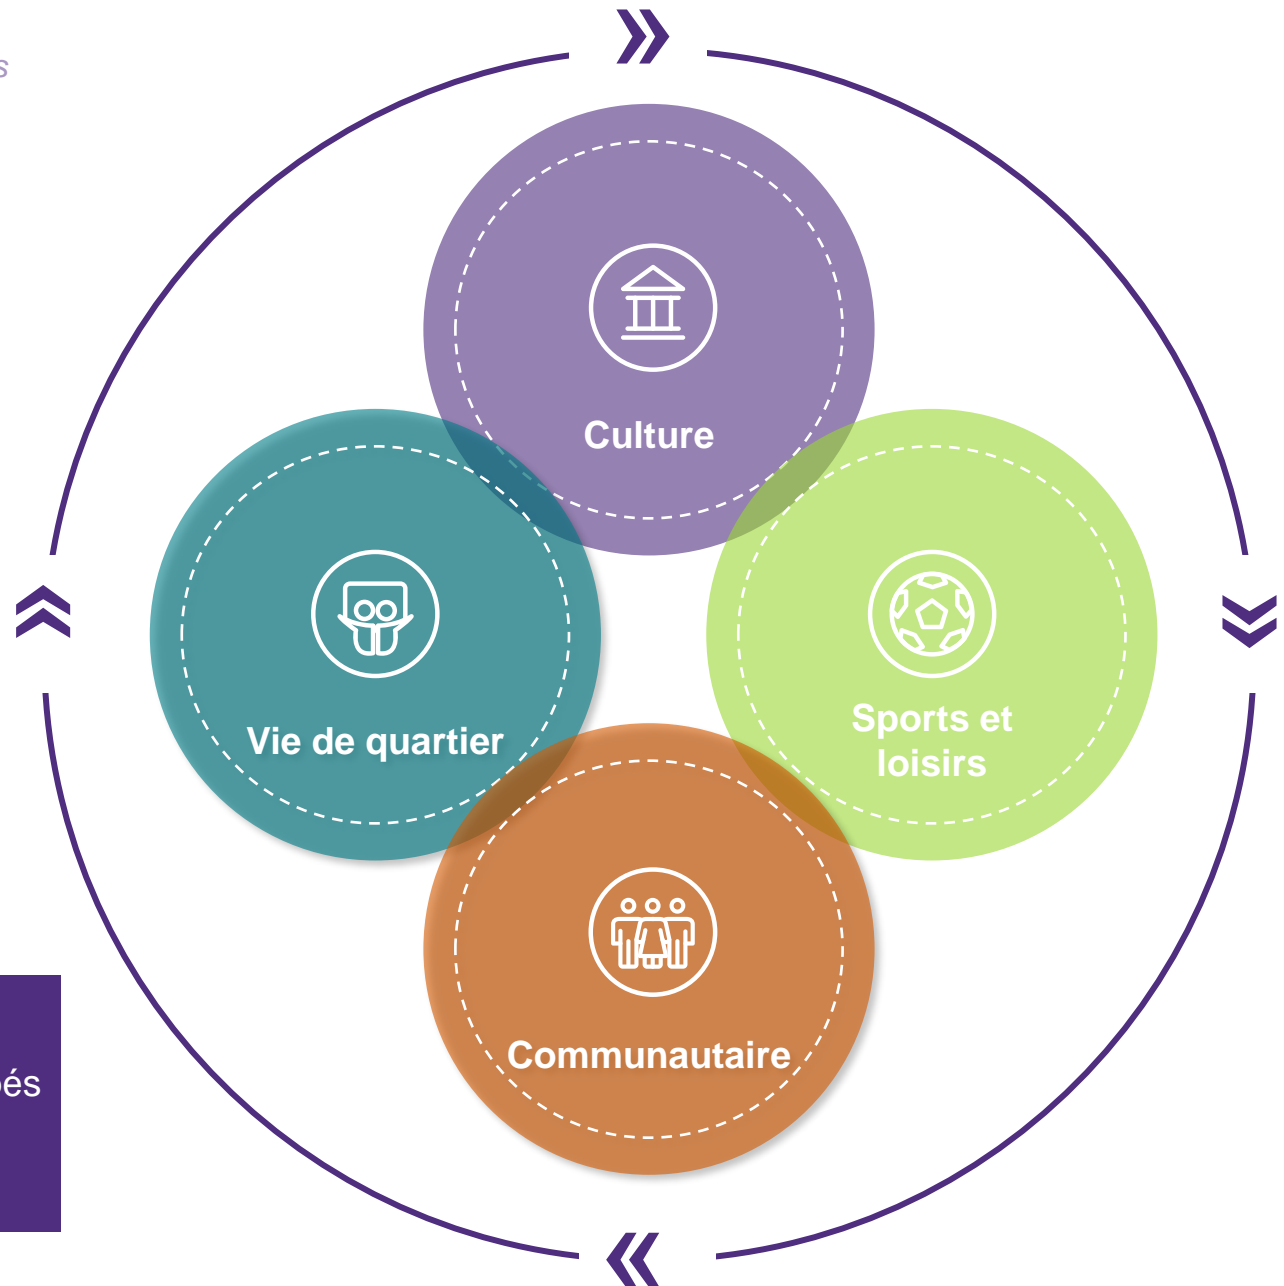 Culture
Vie de quartier
Sports et
loisirs
Communautaire